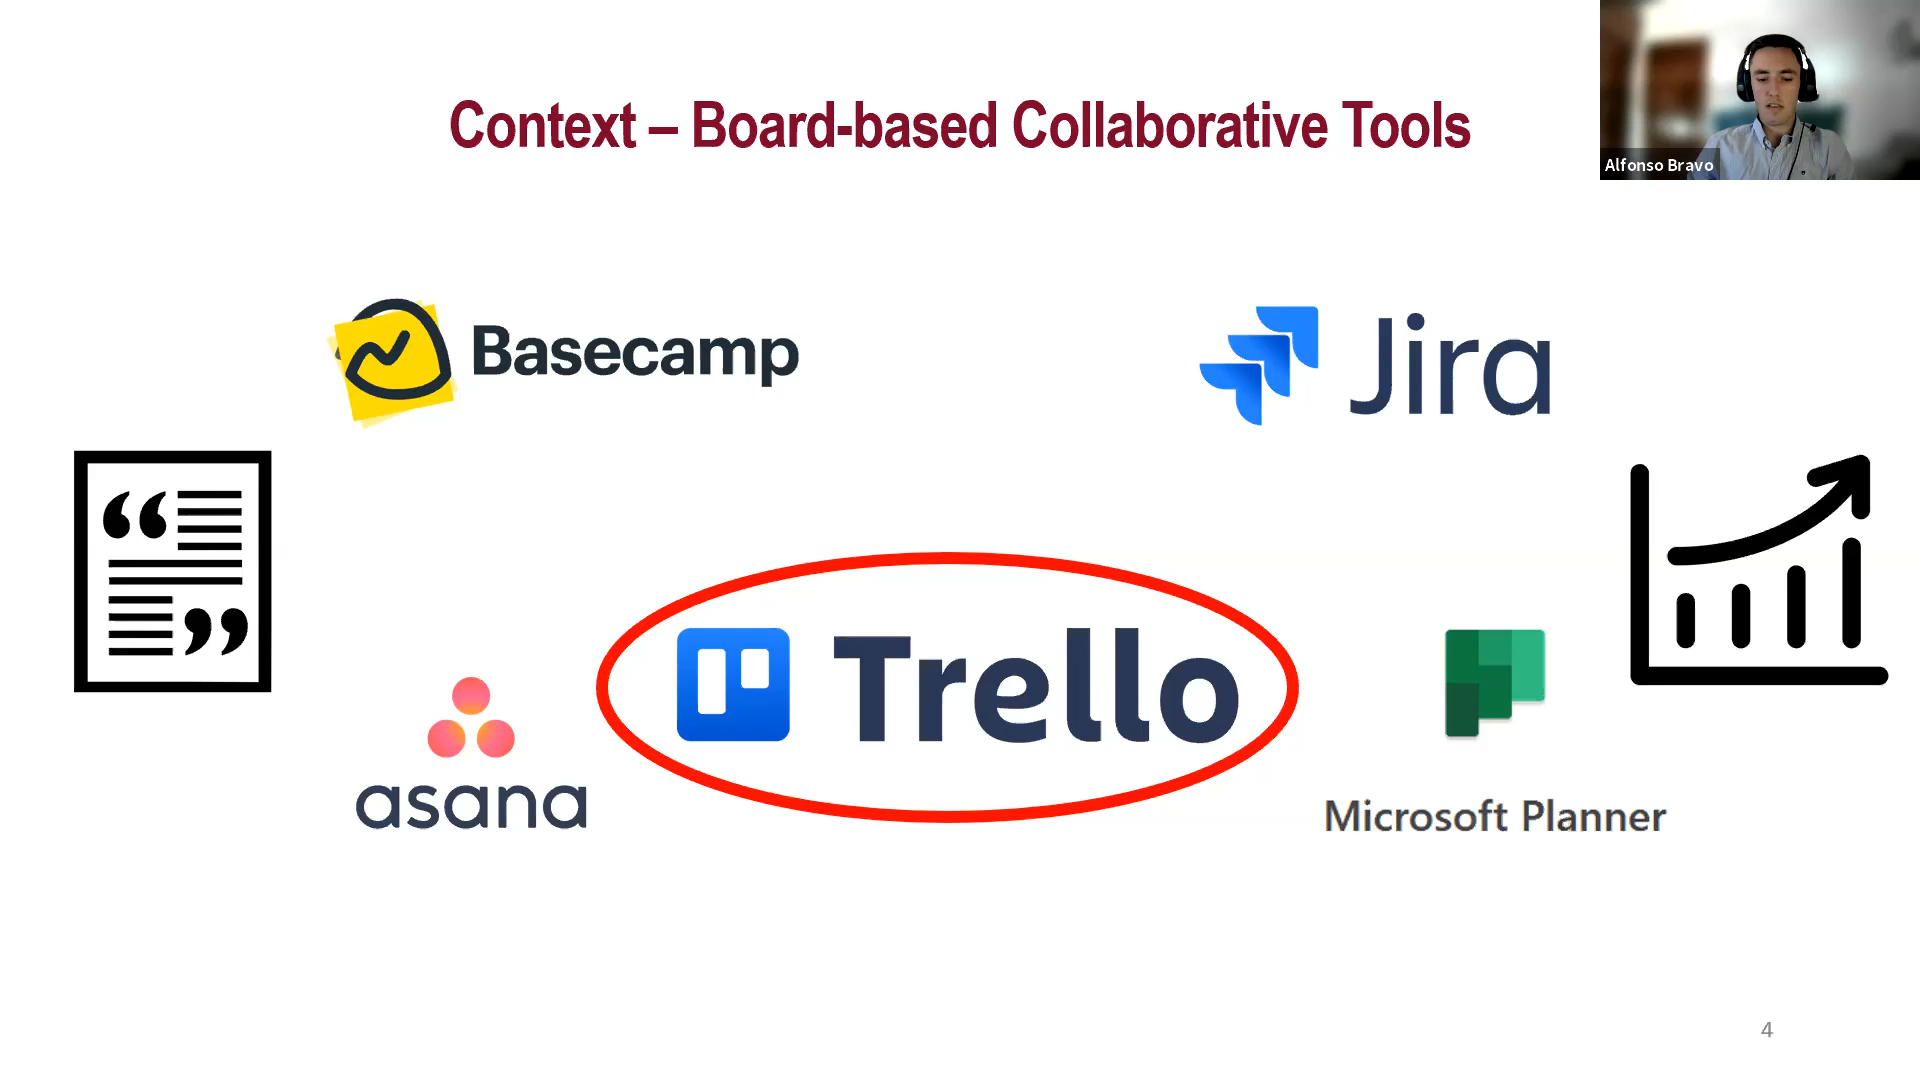 Context – Board-based Collaborative Tools
Alfonso Bravo
Basecamp
Jira
“
”
asana
Trello
Microsoft Planner
4